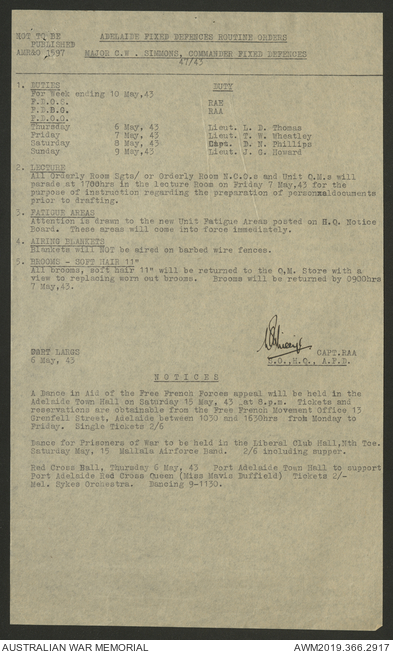 NOT TO BE
PUBLISHED
ADELAIDE FIXED DEFENCES ROUTINE ORDERS
MAJOR C.W. SIMMONS, COMMANDER FIXED DEFENCES
47/43
1. DUTIES DUTY
For week ending 10 May,43
F.D.O.S. RAE
F.D.B.O. RAA
F.D.O.O.
Thursday 6 May, 43 Lieut. L. D. Thomas
Friday 7 May, 43 Lieut. T. W. Wheatley
Saturday 8 May, 43 Capt. D. N. Phillips
Sunday 9 May, 43 Lieut. J. G. Howard
2. LECTURE
All Orderly Room Sgts/ or Orderly Room N.C.O.s and Unit Q.M.s will
parade at 1700hrs in the lecture Room on Friday 7 May,43 for the
purpose of instruction regarding the preparation of personnaldocuments
prior to drafting.
3. FATIGUE AREAS
Attention is drawn to the new Unit Fatigue Areas posted on H.Q. Notice
Board. These areas will come into force immediately.
4. AIRING BLANKETS
Blankets will NOT be aired on barbed wire fences.
5. BROOMS - SOFT HAIR 11"
All brooms, soft hair 11" will be returned to the Q.M. Store with a
view to replacing worn out brooms. Brooms will be returned by 0900hrs
7 May,43.
FORT LARGS CAPT.RAA
6 May, 43 H.Q., A.F.D.
N O T I C E S
A Dance in Aid of the Free French Forces appeal will be held in the
Adelaide Town Hall on Saturday 15 May, 43 at 8.p.m. Tickets and
reservations are obtainable from the Free French Movement Office 13
Grenfell Street, Adelaide between 1030 and 1630hrs from Monday to
Friday. Single Tickets 2/6
Dance for Prisoners of War to be held in the Liberal Club Hall,Nth Tce.
Saturday May, 15 Mallala Airforce Band. 2/6 including supper.
Red Cross Ball, Thursday 6 May, 43 Port Adelaide Town Hall to support
Port Adelaide Red Cross Queen (Miss Mavis Buffield) Tickets 2/-
Mel. Sykes Orchestra. Dancing 9-1130.
AUSTRALIAN WAR MEMORIAL AWM2019.366.2917